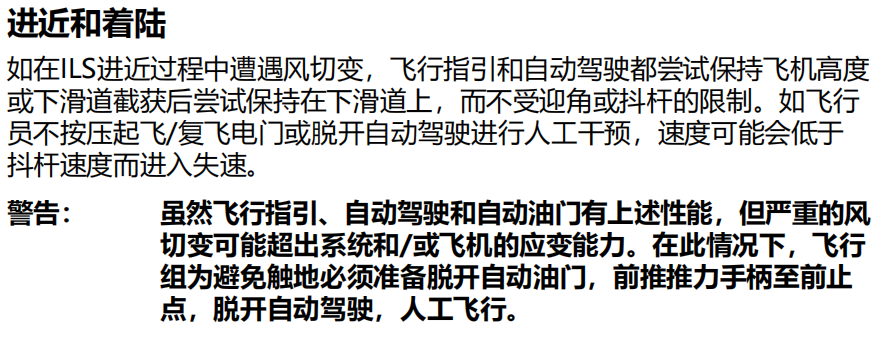 进近和着陆
如在ILS进近过程中遭遇风切变，飞行指引和自动驾驶都尝试保持飞机高度
或下滑道截获后尝试保持在下滑道上，而不受迎角或抖杆的限制。如飞行
员不按压起飞/复飞电门或脱开自动驾驶进行人工干预，速度可能会低于
抖杆速度而进入失速。
警告： 虽然飞行指引、自动驾驶和自动油门有上述性能，但严重的风
切变可能超出系统和/或飞机的应变能力。在此情况下，飞行
组为避免触地必须准备脱开自动油门，前推推力手柄至前止
点，脱开自动驾驶，人工飞行。